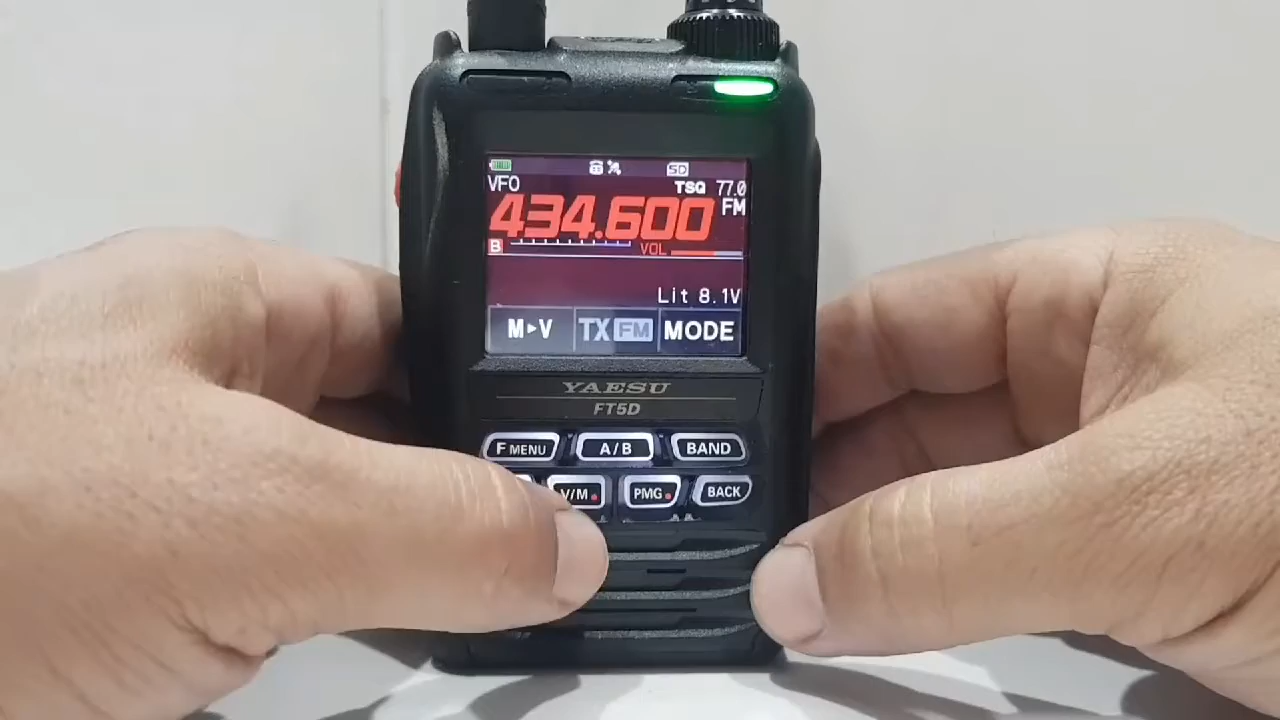 SD
VFO TSQ 77.0
434.600 FM
B VOL
Lit 8.1V
M▸V TX FM MODE
YAESU
FT5D
F MENU A/B BAND
V/M PMG BACK